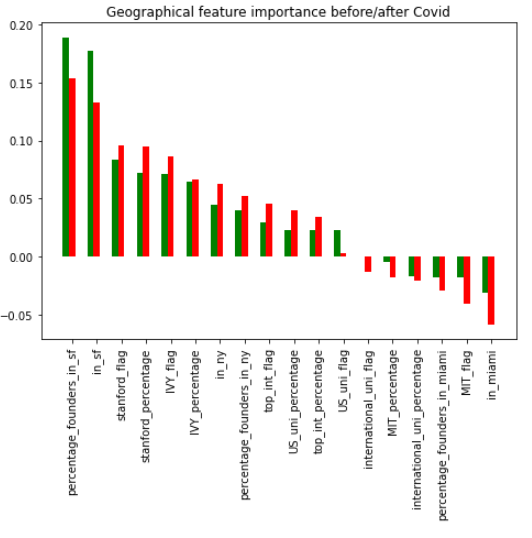 Geographical feature importance before/after Covid
0.20
0.15
0.10
0.05
0.00
−0.05
percentage_founders_in_sf
in_sf
stanford_flag
stanford_percentage
IVY_flag
IVY_percentage
in_ny
percentage_founders_in_ny
top_int_flag
US_uni_percentage
top_int_percentage
US_uni_flag
international_uni_flag
MIT_percentage
international_uni_percentage
percentage_founders_in_miami
MIT_flag
in_miami